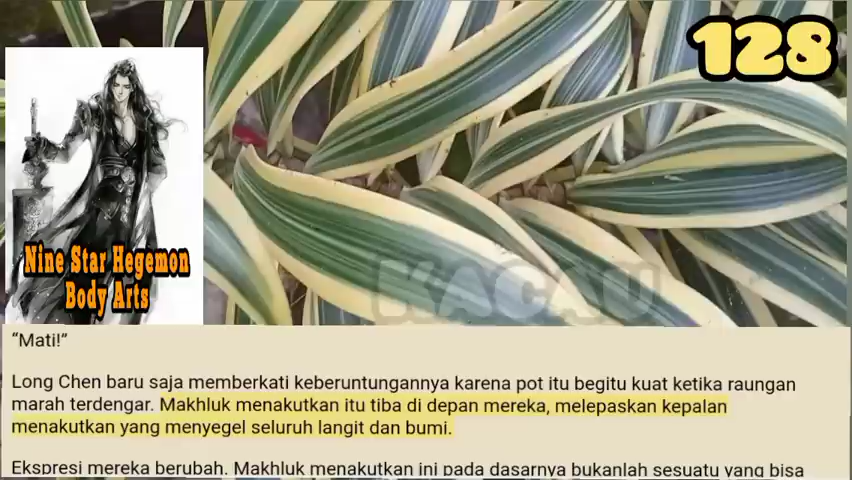 128
Nine Star Hegemon
Body Arts
KACAU
“Mati!”
Long Chen baru saja memberkati keberuntungannya karena pot itu begitu kuat ketika raungan
marah terdengar. Makhluk menakutkan itu tiba di depan mereka, melepaskan kepalan
menakutkan yang menyegel seluruh langit dan bumi.
Ekspresi mereka berubah. Makhluk menakutkan ini pada dasarnya bukanlah sesuatu yang bisa